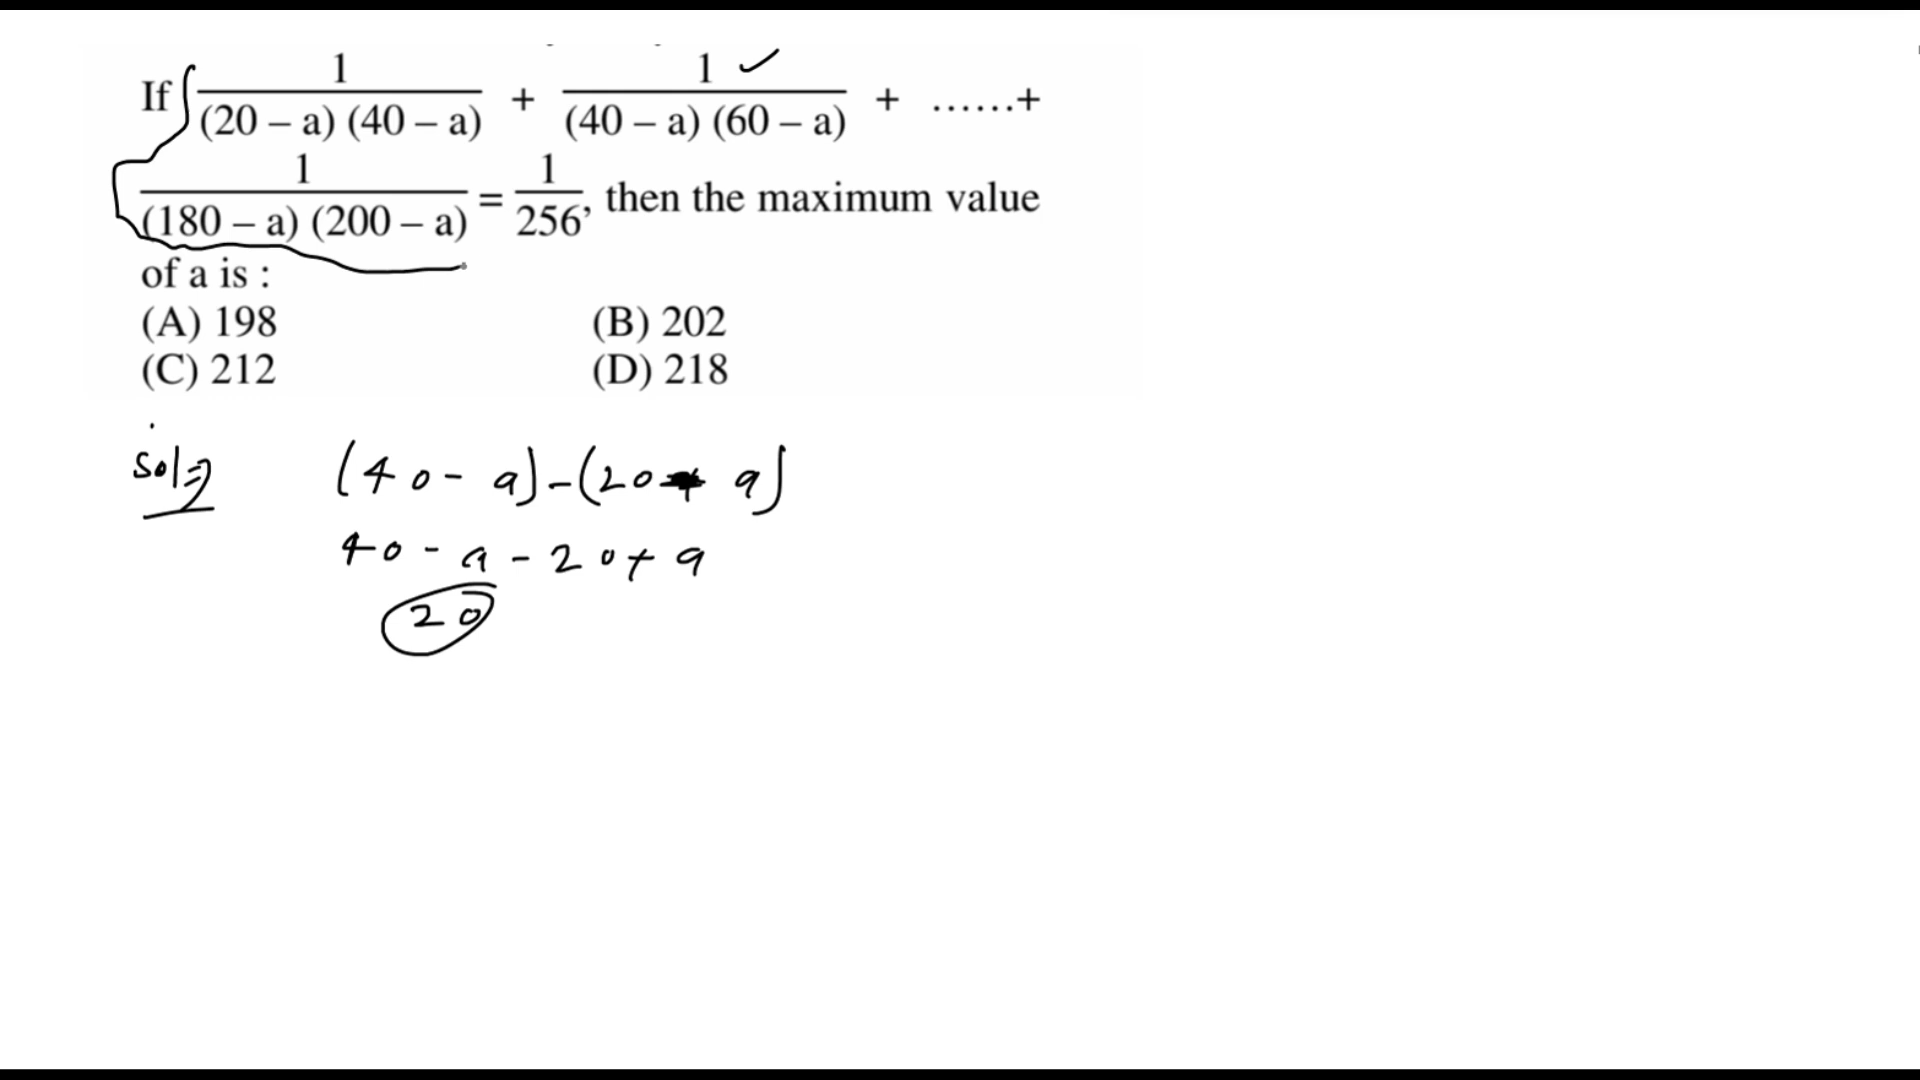 If 1/((20 – a) (40 – a)) + 1/((40 – a) (60 – a)) + ......+
1/((180 – a) (200 – a)) = 1/256, then the maximum value
of a is :
(A) 198 (B) 202
(C) 212 (D) 218
Sol⇒ (40 - a) - (20 - a)
40 - a - 20 + a
20